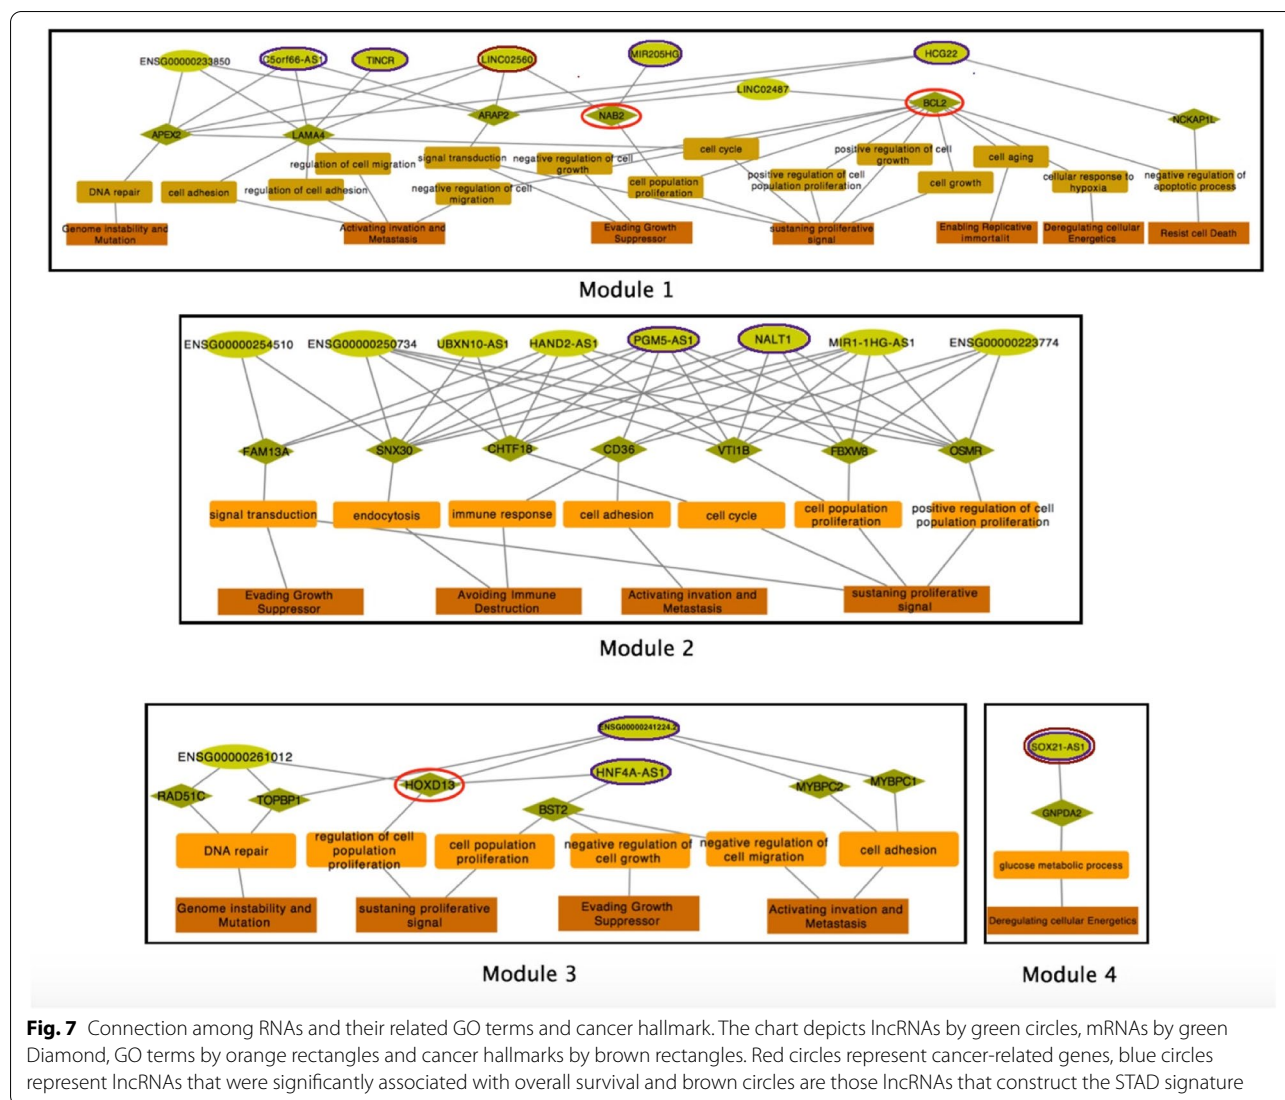 ENSG00000233850 C5orf66-AS1 TINCR LINC02560 MIR205HG HCG22
LINC02487
APEX2 LAMA4 ARAP2 NAB2 BCL2 NCKAP1L
regulation of cell migration signal transduction negative regulation of cell growth cell cycle positive regulation of cell growth cell aging
DNA repair cell adhesion regulation of cell adhesion negative regulation of cell migration cell population proliferation positive regulation of cell population proliferation cell growth cellular response to hypoxia negative regulation of apoptotic process
Genome instability and Mutation Activating invation and Metastasis Evading Growth Suppressor sustaning proliferative signal Enabling Replicative immortalit Deregulating cellular Energetics Resist cell Death
Module 1
ENSG00000254510 ENSG00000250734 UBXN10-AS1 HAND2-AS1 PGM5-AS1 NALT1 MIR1-1HG-AS1 ENSG00000223774
FAM13A SNX30 CHTF18 CD36 VTI1B FBXW8 OSMR
signal transduction endocytosis immune response cell adhesion cell cycle cell population proliferation positive regulation of cell population proliferation
Evading Growth Suppressor Avoiding Immune Destruction Activating invation and Metastasis sustaning proliferative signal
Module 2
ENSG00000241224.2
ENSG00000261012 HNF4A-AS1
RAD51C TOPBP1 HOXD13 BST2 MYBPC2 MYBPC1
DNA repair regulation of cell population proliferation cell population proliferation negative regulation of cell growth negative regulation of cell migration cell adhesion
Genome instability and Mutation sustaning proliferative signal Evading Growth Suppressor Activating invation and Metastasis
Module 3
SOX21-AS1
GNPDA2
glucose metabolic process
Deregulating cellular Energetics
Module 4
Fig. 7 Connection among RNAs and their related GO terms and cancer hallmark. The chart depicts lncRNAs by green circles, mRNAs by green
Diamond, GO terms by orange rectangles and cancer hallmarks by brown rectangles. Red circles represent cancer-related genes, blue circles
represent lncRNAs that were significantly associated with overall survival and brown circles are those lncRNAs that construct the STAD signature